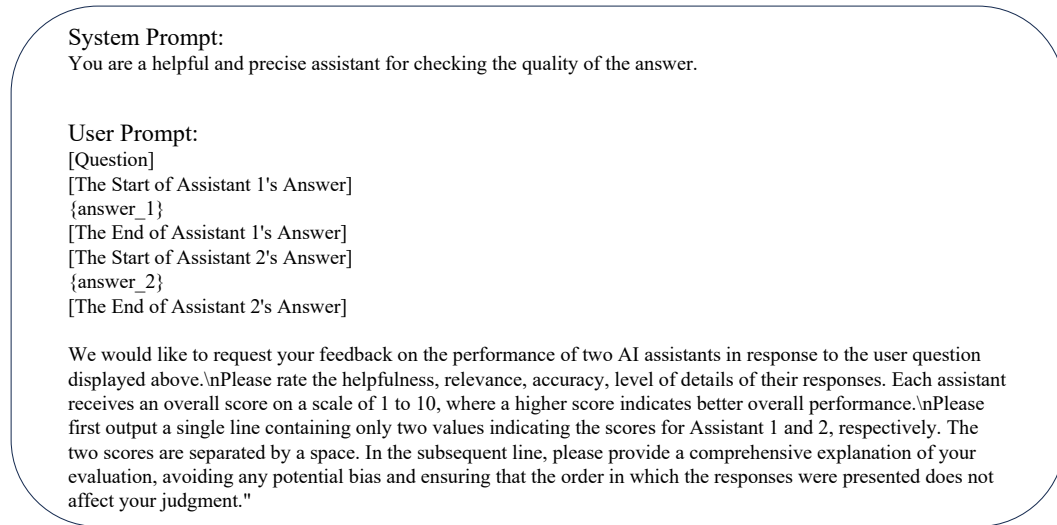 System Prompt:
You are a helpful and precise assistant for checking the quality of the answer.
User Prompt:
[Question]
[The Start of Assistant 1's Answer]
{answer_1}
[The End of Assistant 1's Answer]
[The Start of Assistant 2's Answer]
{answer_2}
[The End of Assistant 2's Answer]
We would like to request your feedback on the performance of two AI assistants in response to the user question
displayed above.\nPlease rate the helpfulness, relevance, accuracy, level of details of their responses. Each assistant
receives an overall score on a scale of 1 to 10, where a higher score indicates better overall performance.\nPlease
first output a single line containing only two values indicating the scores for Assistant 1 and 2, respectively. The
two scores are separated by a space. In the subsequent line, please provide a comprehensive explanation of your
evaluation, avoiding any potential bias and ensuring that the order in which the responses were presented does not
affect your judgment."